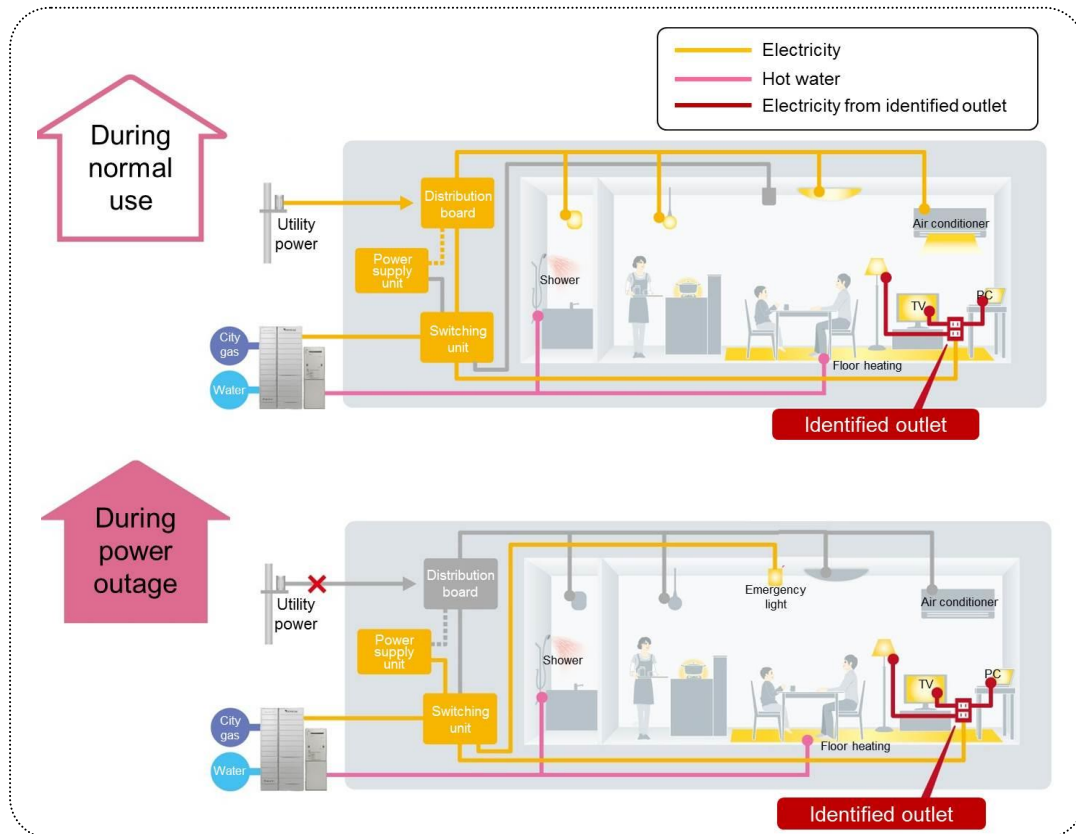 Electricity
Hot water
Electricity from identified outlet
During
normal
use
Utility
power
Distribution
board
Power
supply
unit
Switching
unit
City
gas
Water
Shower
Air conditioner
TV
PC
Floor heating
Identified outlet
During
power
outage
Utility
power
Distribution
board
Power
supply
unit
Switching
unit
City
gas
Water
Emergency
light
Shower
Air conditioner
TV
PC
Floor heating
Identified outlet